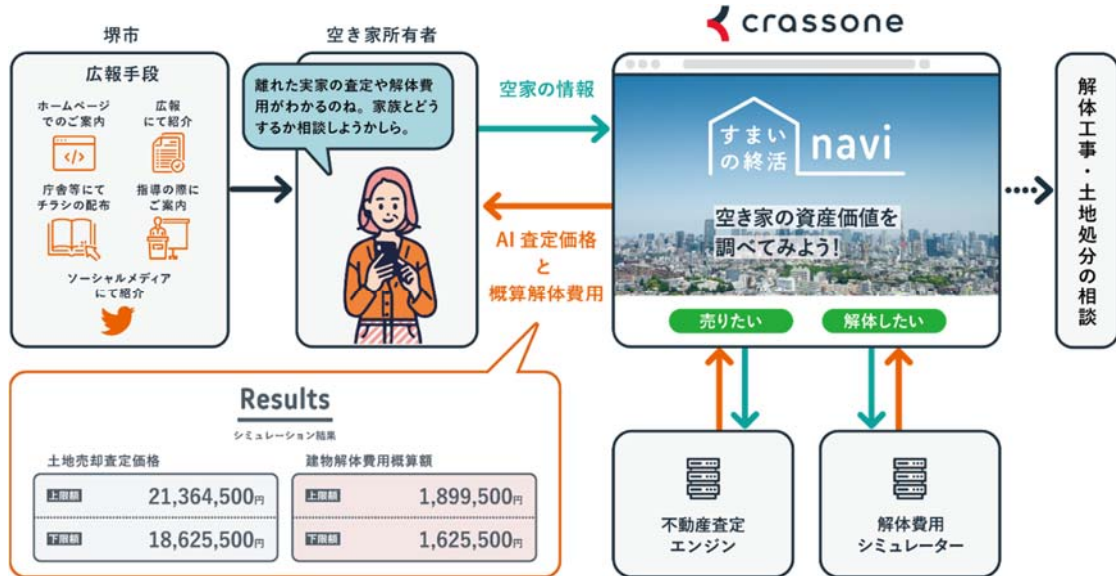 堺市
広報手段
ホームページ
でのご案内
広報
にて紹介
</>
庁舎等にて
チラシの配布
指導の際に
ご案内
ソーシャルメディア
にて紹介
空き家所有者
離れた実家の査定や解体費
用がわかるのね。家族とどう
するか相談しようかしら。
空家の情報
AI 査定価格
と
概算解体費用
crassone
すまい
の終活
navi
空き家の資産価値を
調べてみよう!
売りたい
解体したい
解体工事・土地処分の相談
Results
シミュレーション結果
土地売却査定価格
上限額 21,364,500円
下限額 18,625,500円
建物解体費用概算額
上限額 1,899,500円
下限額 1,625,500円
不動産査定
エンジン
解体費用
シミュレーター